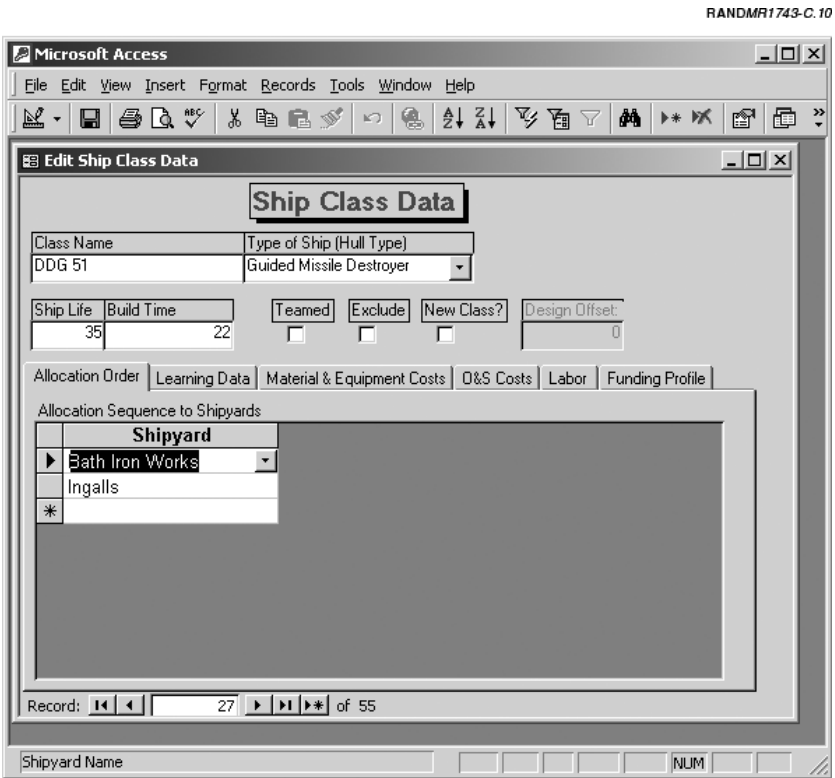 RANDMR1743-C.10
Microsoft Access
File Edit View Insert Format Records Tools Window Help
ABC A Z Z A
Edit Ship Class Data
Ship Class Data
Class Name Type of Ship (Hull Type)
DDG 51 Guided Missile Destroyer
Ship Life Build Time Teamed Exclude New Class? Design Offset:
35 22 0
Allocation Order Learning Data Material & Equipment Costs O&S Costs Labor Funding Profile
Allocation Sequence to Shipyards
Shipyard
Bath Iron Works
Ingalls
Record: 27 of 55
Shipyard Name NUM